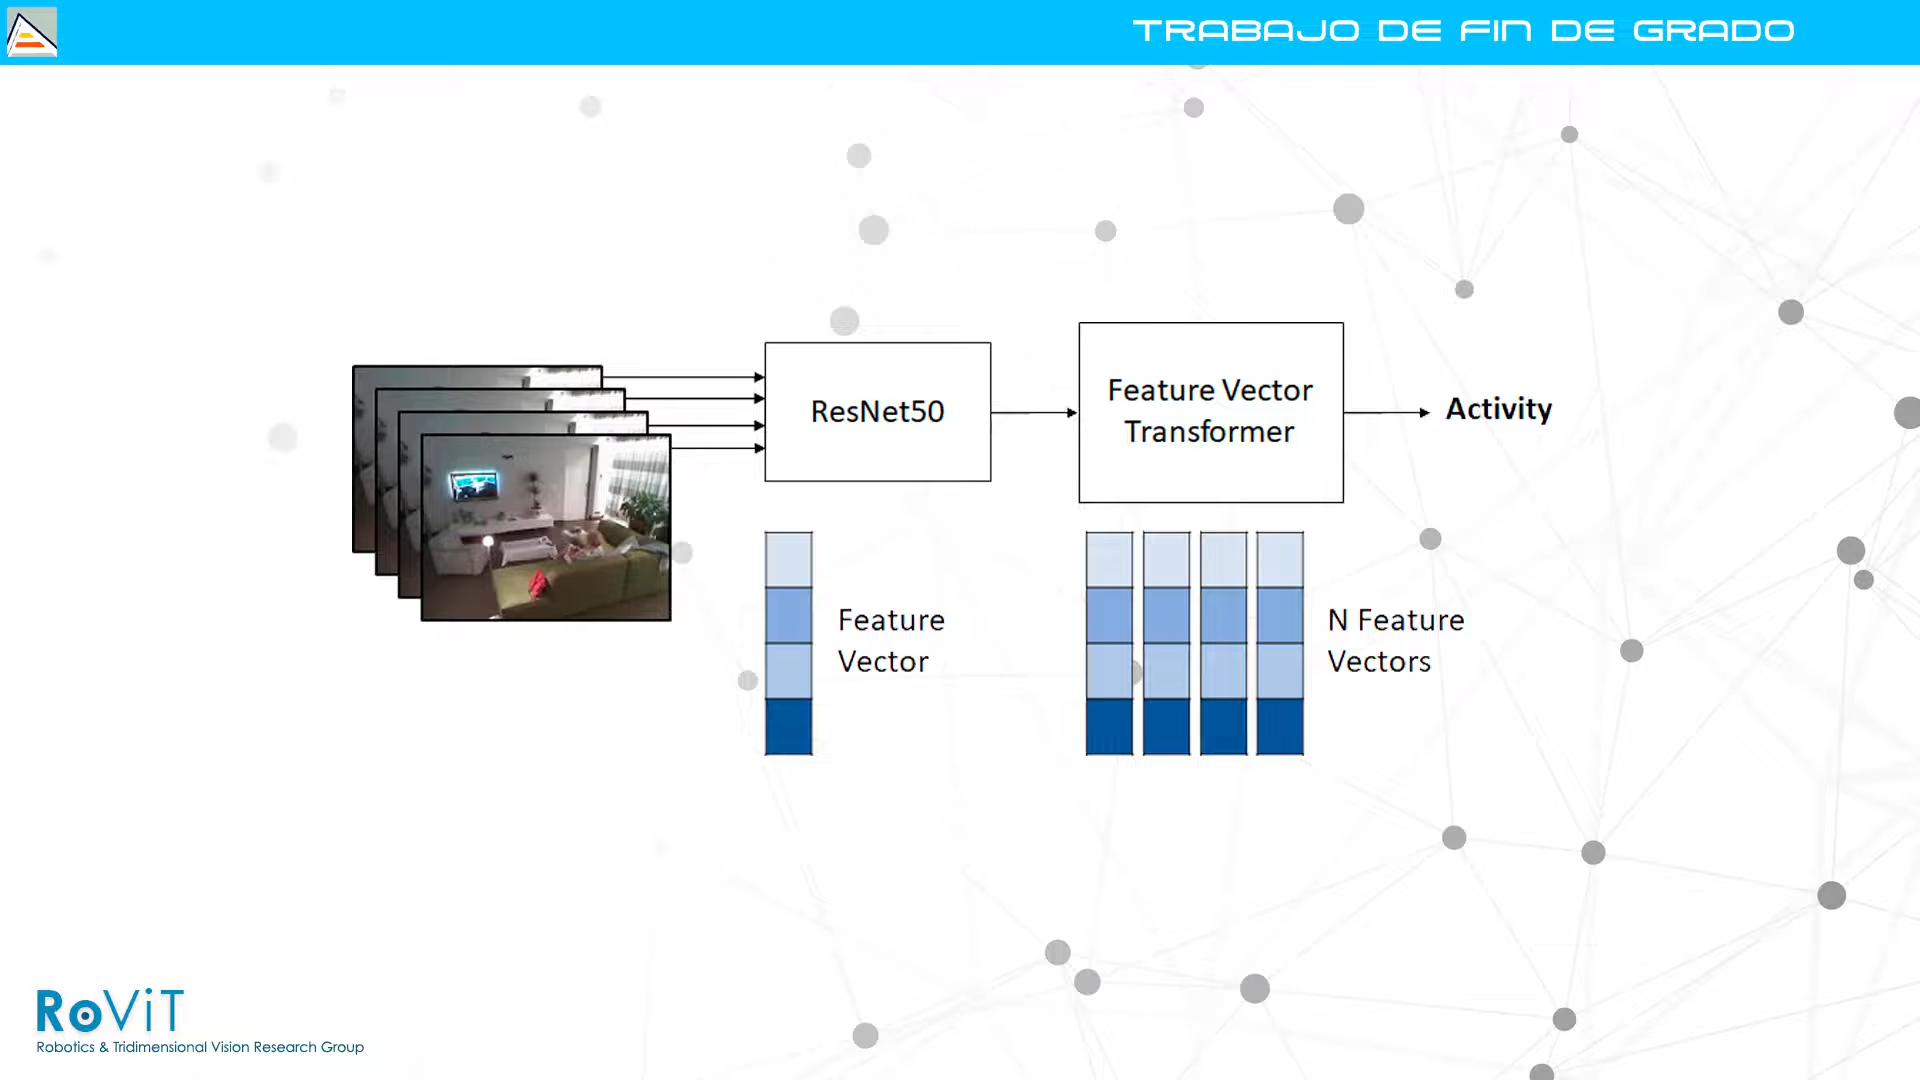 TRABAJO DE FIN DE GRADO
ResNet50
Feature Vector
Transformer
Activity
Feature
Vector
N Feature
Vectors
RoViT
Robotics & Tridimensional Vision Research Group